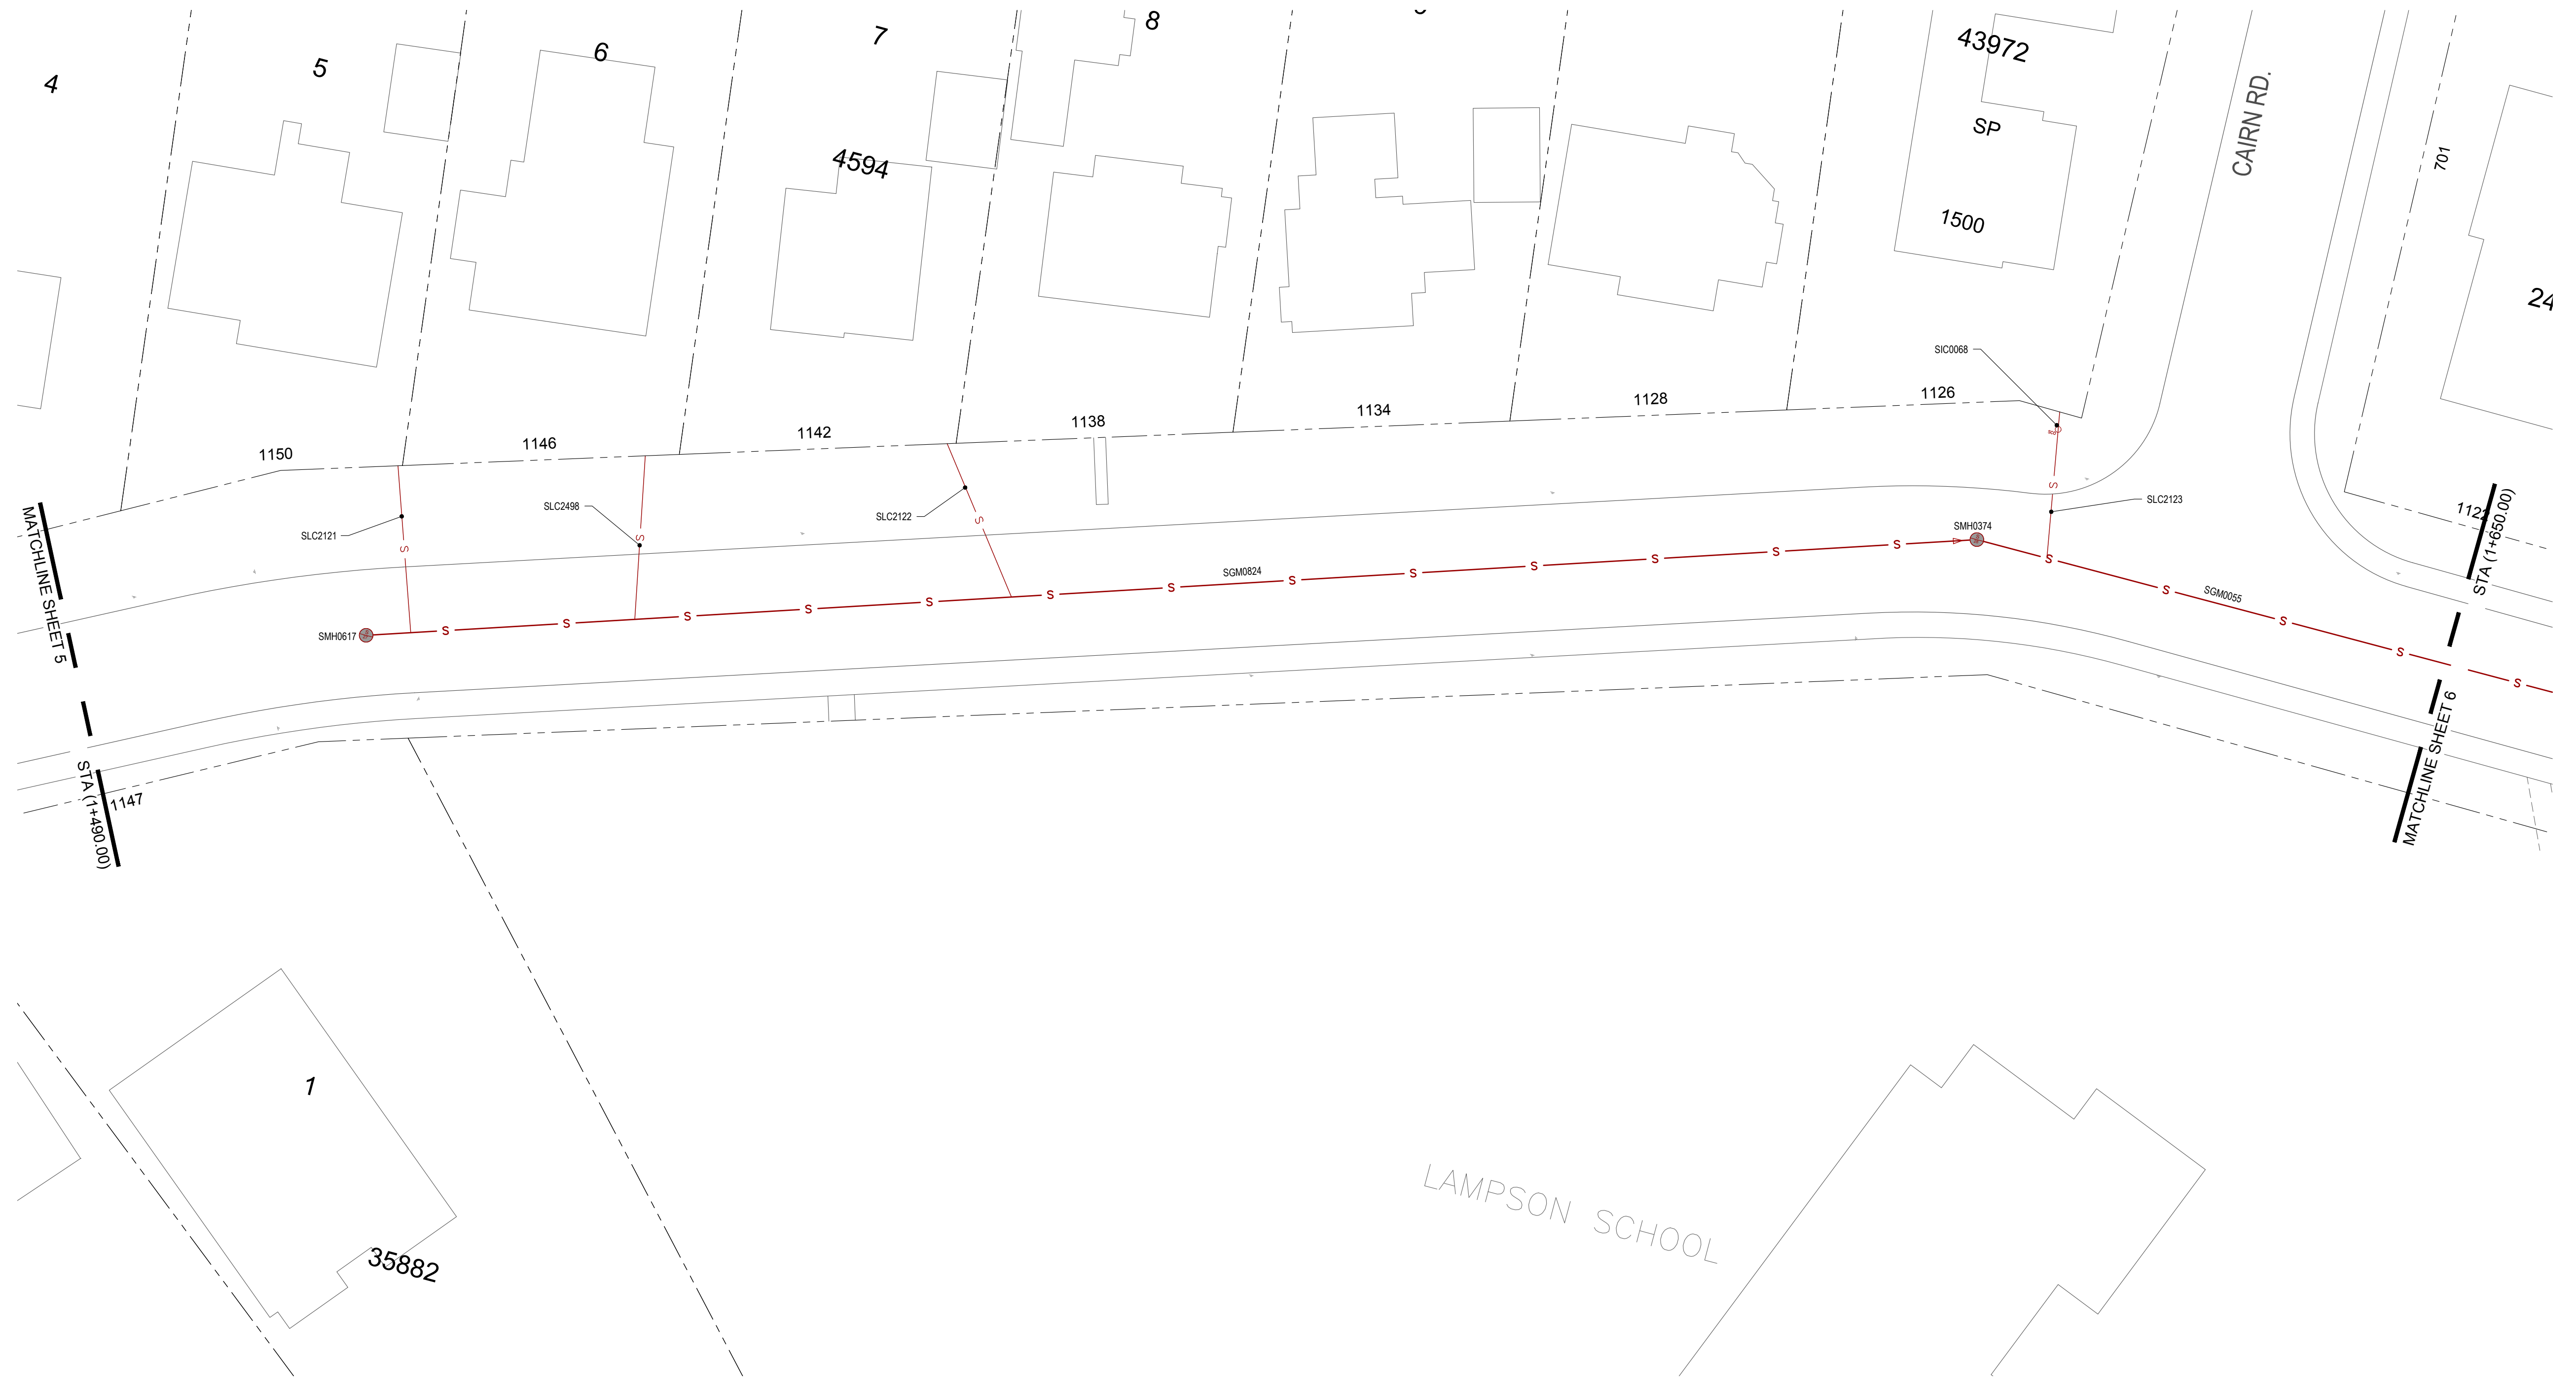 8
7
43972
6
5
4
CAIRN RD.
SP
701
4594
1500
24
SIC0068
1126
1128
1134
1138
1142
1146
1150
SLC2123
SLC2498
SLC2122
SLC2121
SMH0374
1122
STA (1+650.00)
MATCHLINE SHEET 5
S
S
S
S
SGM0824
SGM0055
SMH0617
S S S S S S S S S S S S S S S S S S
MATCHLINE SHEET 6
STA (1+490.00)
1147
1
LAMPSON SCHOOL
35882